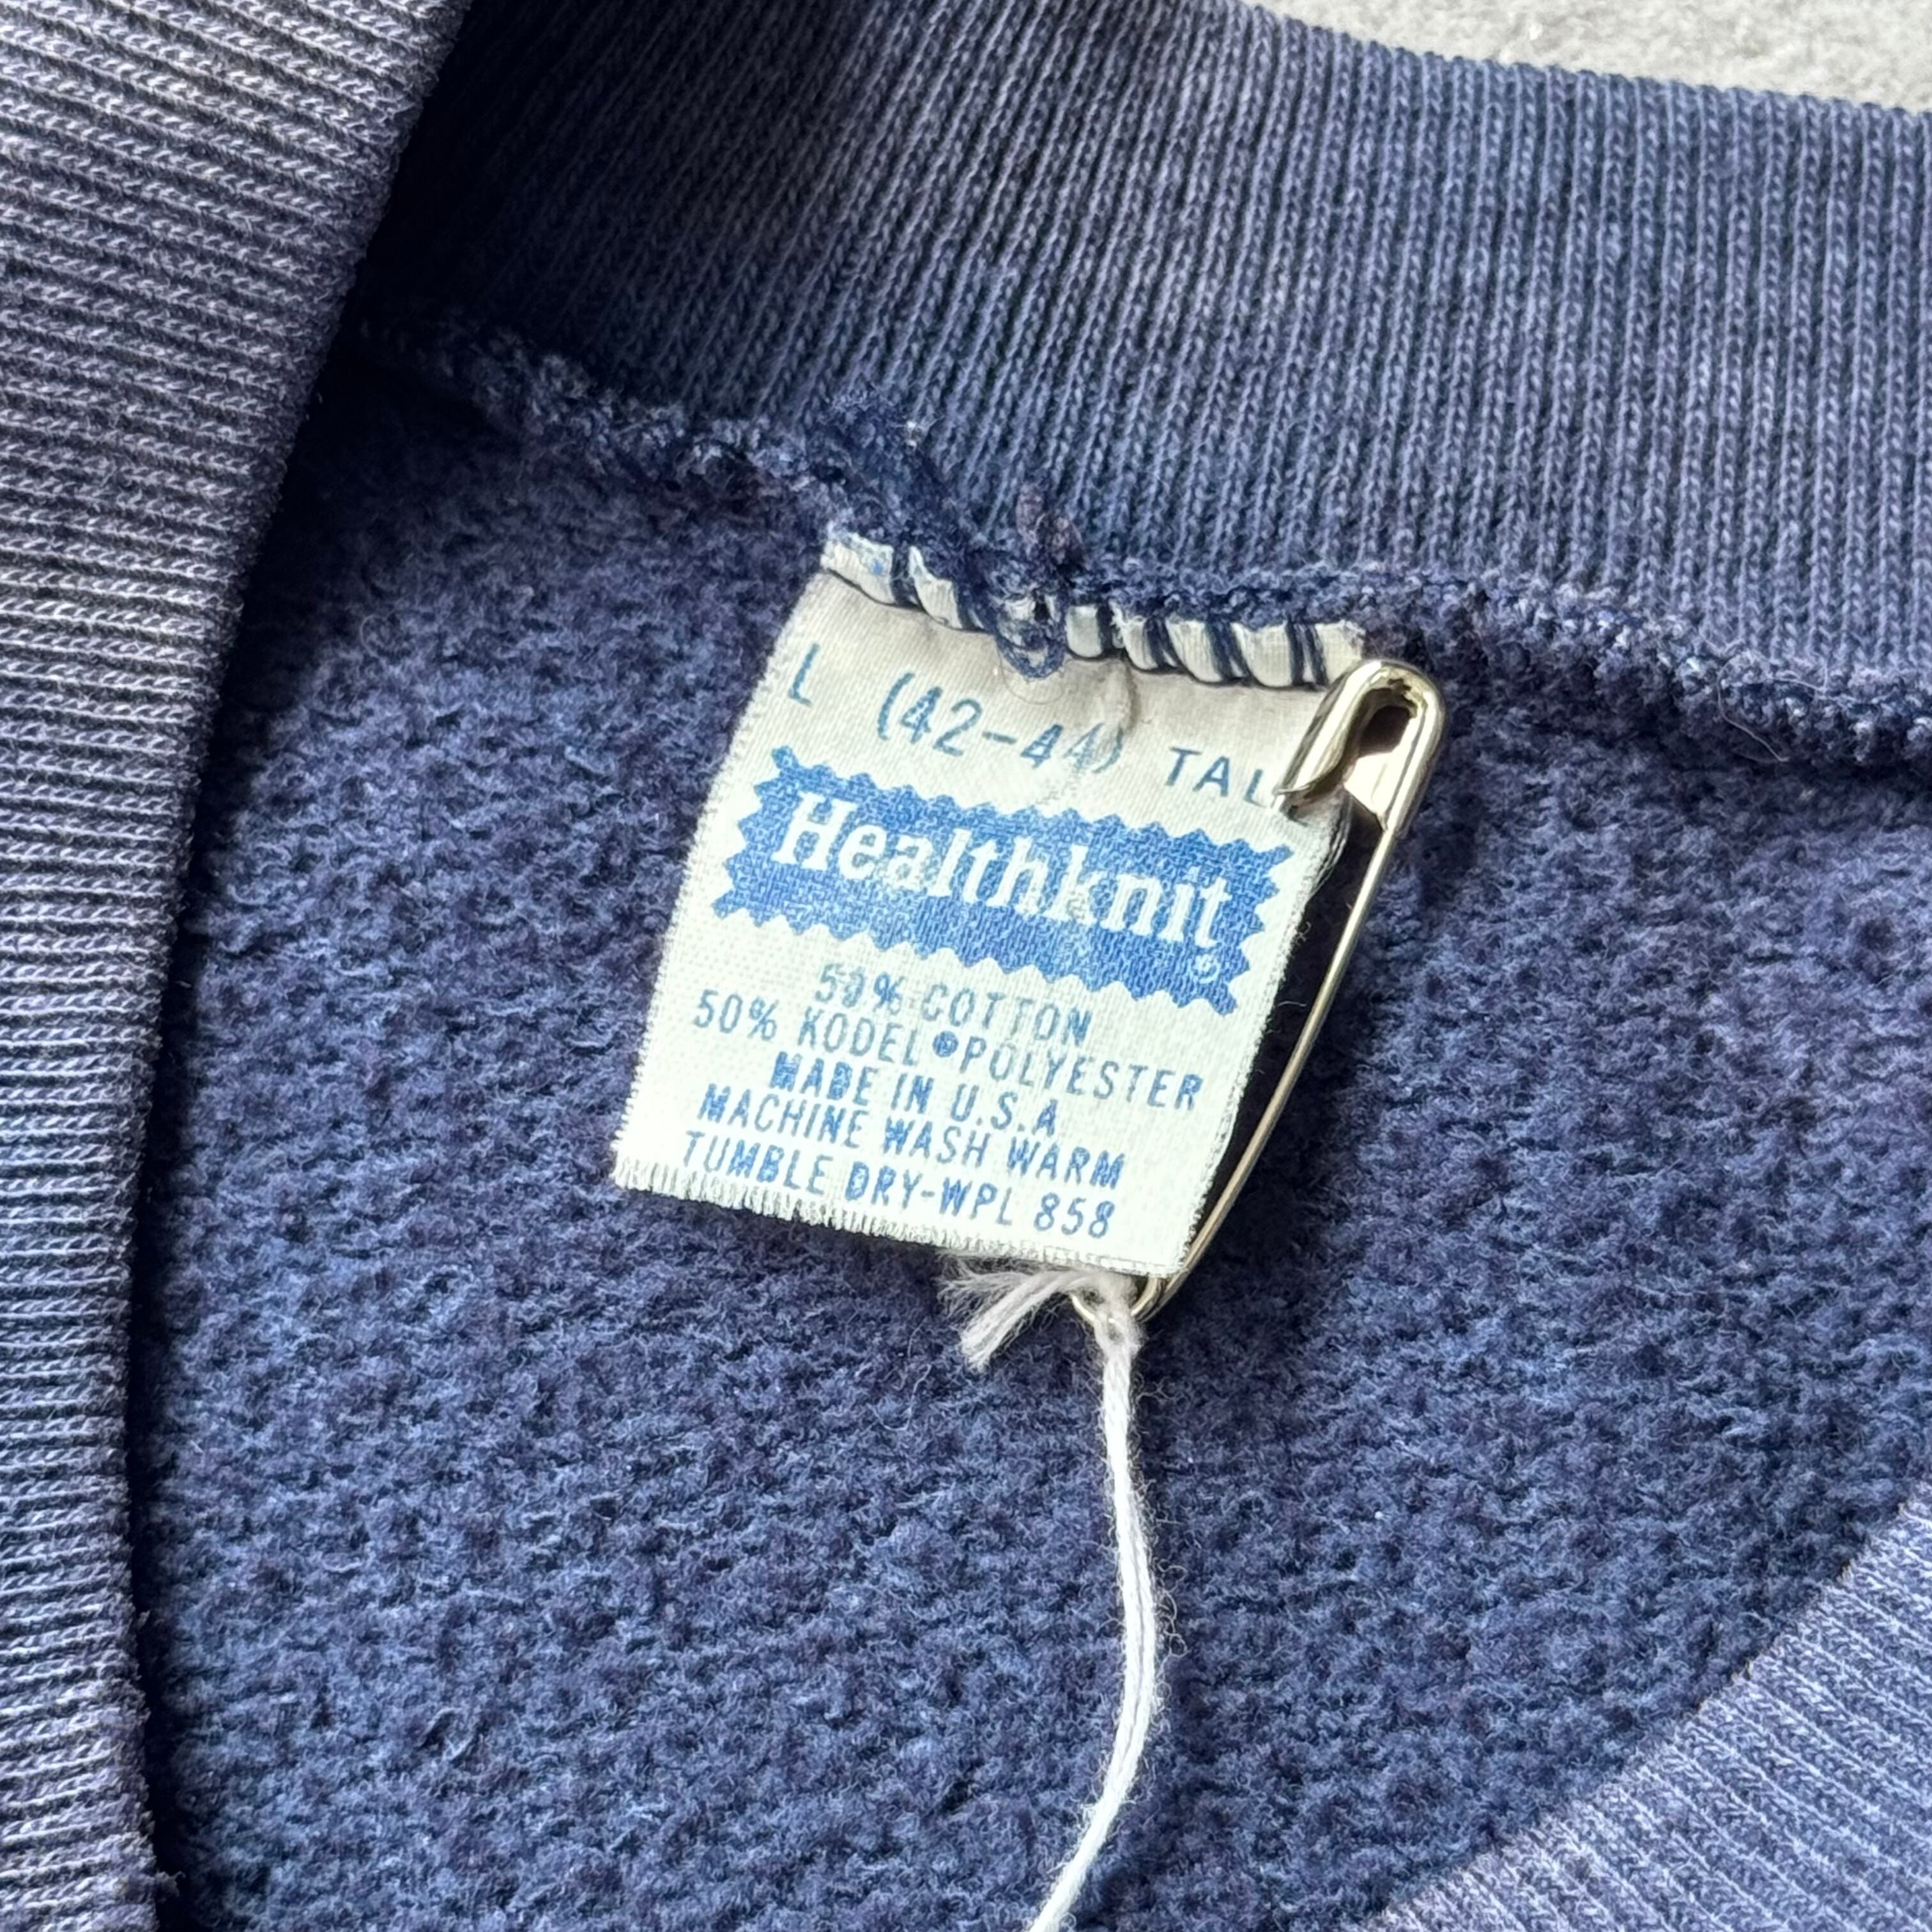 L (42-44) TAL
Healthknit®
50% COTTON
50% KODEL®POLYESTER
MADE IN U.S.A
MACHINE WASH WARM
TUMBLE DRY-WPL 858